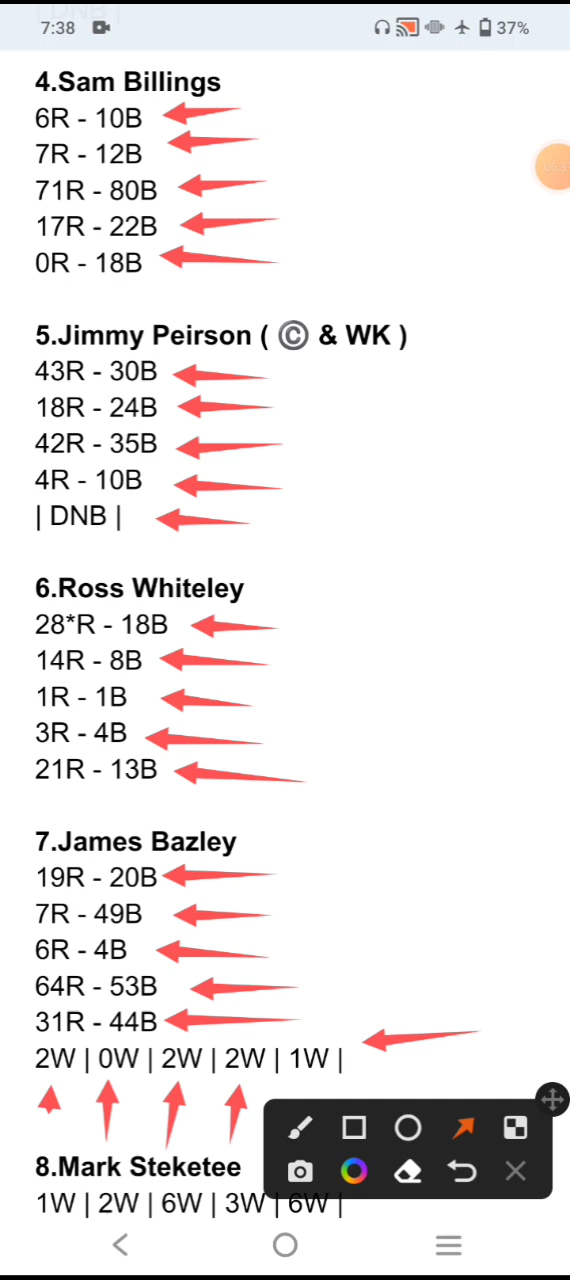 | DNB |
7:38
37%
4.Sam Billings
6R - 10B
7R - 12B
71R - 80B
17R - 22B
0R - 18B
5.Jimmy Peirson ( © & WK )
43R - 30B
18R - 24B
42R - 35B
4R - 10B
| DNB |
6.Ross Whiteley
28*R - 18B
14R - 8B
1R - 1B
3R - 4B
21R - 13B
7.James Bazley
19R - 20B
7R - 49B
6R - 4B
64R - 53B
31R - 44B
2W | 0W | 2W | 2W | 1W |
8.Mark Steketee
1W | 2W | 6W | 3W | 6W |